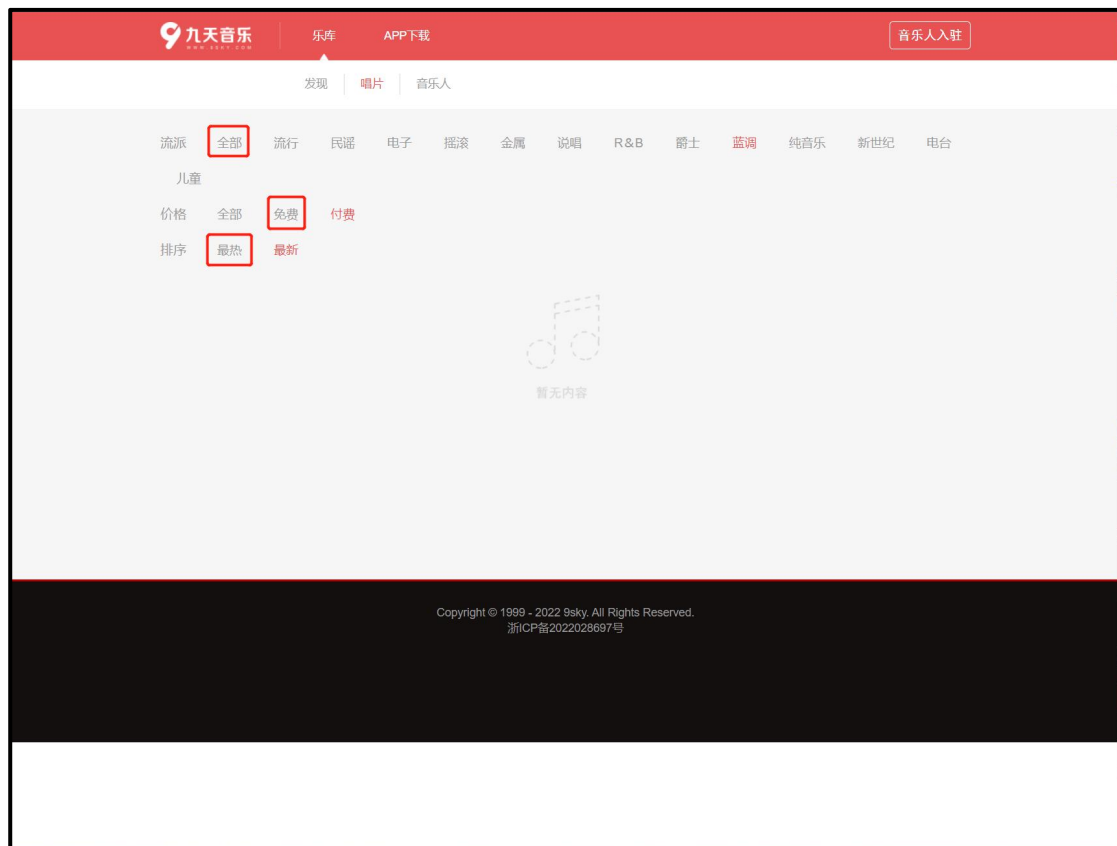 九天音乐 乐库 APP下载 音乐人入驻
WWW.9SKY.COM
发现 唱片 音乐人
流派 全部 流行 民谣 电子 摇滚 金属 说唱 R&B 爵士 蓝调 纯音乐 新世纪 电台
儿童
价格 全部 免费 付费
排序 最热 最新
暂无内容
Copyright © 1999 - 2022 9sky. All Rights Reserved.
浙ICP备2022028697号